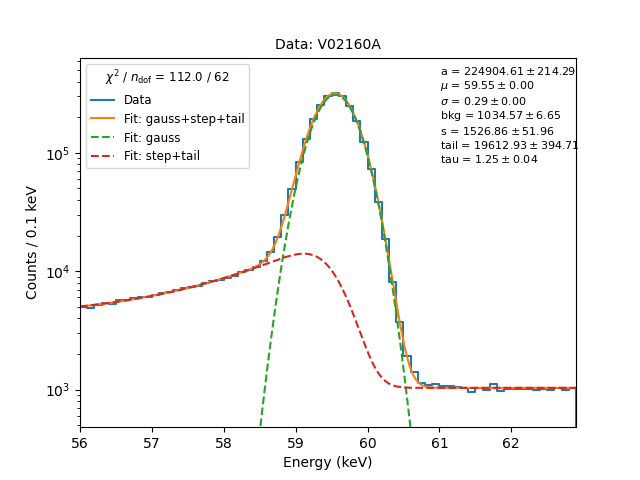 Data: V02160A
χ² / n_dof = 112.0 / 62
Data
Fit: gauss+step+tail
Fit: gauss
Fit: step+tail
a = 224904.61 ± 214.29
μ = 59.55 ± 0.00
σ = 0.29 ± 0.00
bkg = 1034.57 ± 6.65
s = 1526.86 ± 51.96
tail = 19612.93 ± 394.71
tau = 1.25 ± 0.04
Counts / 0.1 keV
10⁵
10⁴
10³
56 57 58 59 60 61 62
Energy (keV)